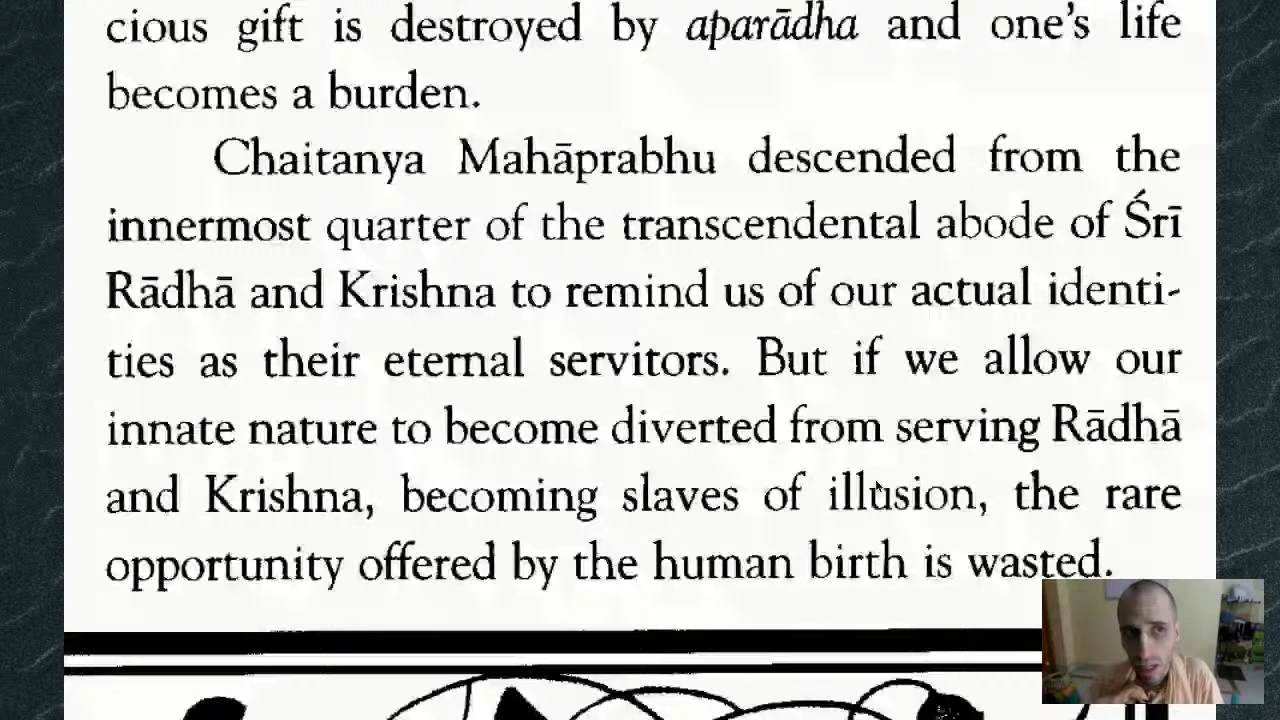 cious gift is destroyed by aparādha and one's life
becomes a burden.
Chaitanya Mahāprabhu descended from the
innermost quarter of the transcendental abode of Śrī
Rādhā and Krishna to remind us of our actual identi-
ties as their eternal servitors. But if we allow our
innate nature to become diverted from serving Rādhā
and Krishna, becoming slaves of illusion, the rare
opportunity offered by the human birth is wasted.